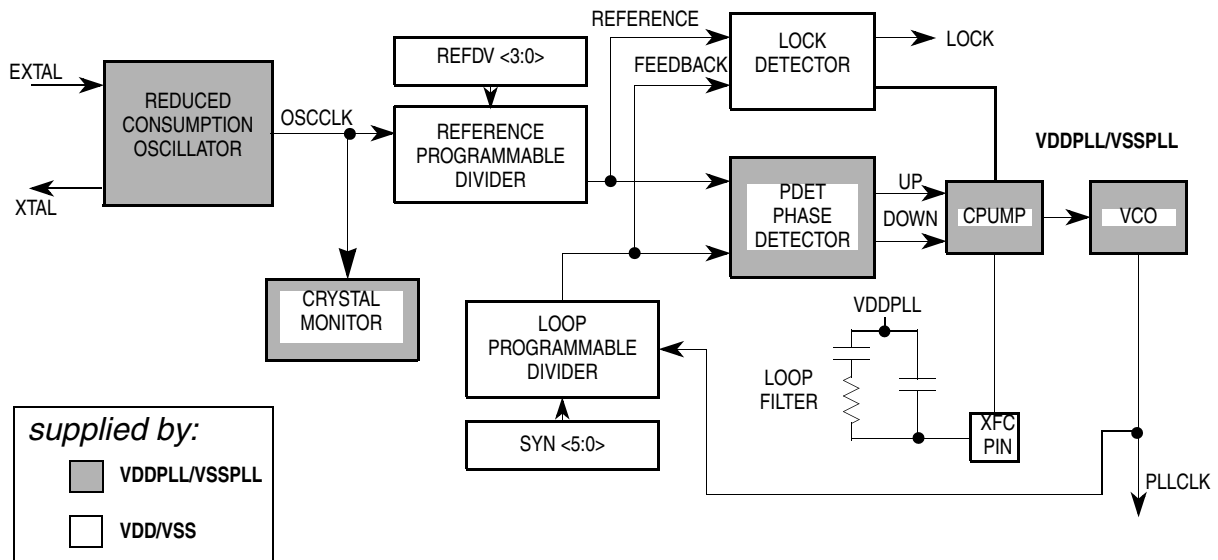 REFERENCE
REFDV <3:0>
LOCK
DETECTOR
LOCK
FEEDBACK
EXTAL
REDUCED
CONSUMPTION
OSCILLATOR
OSCCLK
REFERENCE
PROGRAMMABLE
DIVIDER
VDDPLL/VSSPLL
XTAL
PDET
PHASE
DETECTOR
UP
DOWN
CPUMP
VCO
CRYSTAL
MONITOR
LOOP
PROGRAMMABLE
DIVIDER
VDDPLL
LOOP
FILTER
XFC
PIN
SYN <5:0>
PLLCLK
supplied by:
VDDPLL/VSSPLL
VDD/VSS